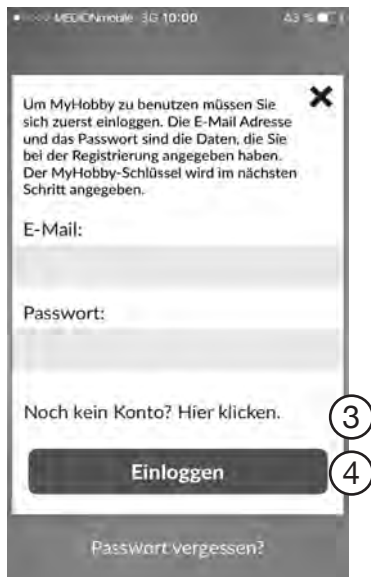 MEDIONmobile 3G 10:00 43 %
Um MyHobby zu benutzen müssen Sie
sich zuerst einloggen. Die E-Mail Adresse
und das Passwort sind die Daten, die Sie
bei der Registrierung angegeben haben.
Der MyHobby-Schlüssel wird im nächsten
Schritt angegeben.
E-Mail:
Passwort:
Noch kein Konto? Hier klicken.
3
Einloggen
4
Passwort vergessen?